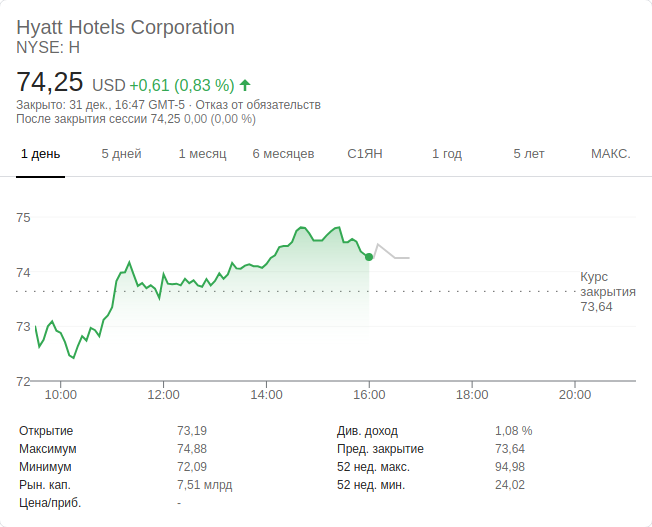 Hyatt Hotels Corporation
NYSE: H
74,25 USD +0,61 (0,83 %)
Закрыто: 31 дек., 16:47 GMT-5 · Отказ от обязательств
После закрытия сессии 74,25 0,00 (0,00 %)
1 день 5 дней 1 месяц 6 месяцев С1ЯН 1 год 5 лет МАКС.
75
74
Курс
закрытия
73,64
73
72
10:00 12:00 14:00 16:00 18:00 20:00
Открытие 73,19 Див. доход 1,08 %
Максимум 74,88 Пред. закрытие 73,64
Минимум 72,09 52 нед. макс. 94,98
Рын. кап. 7,51 млрд 52 нед. мин. 24,02
Цена/приб. -